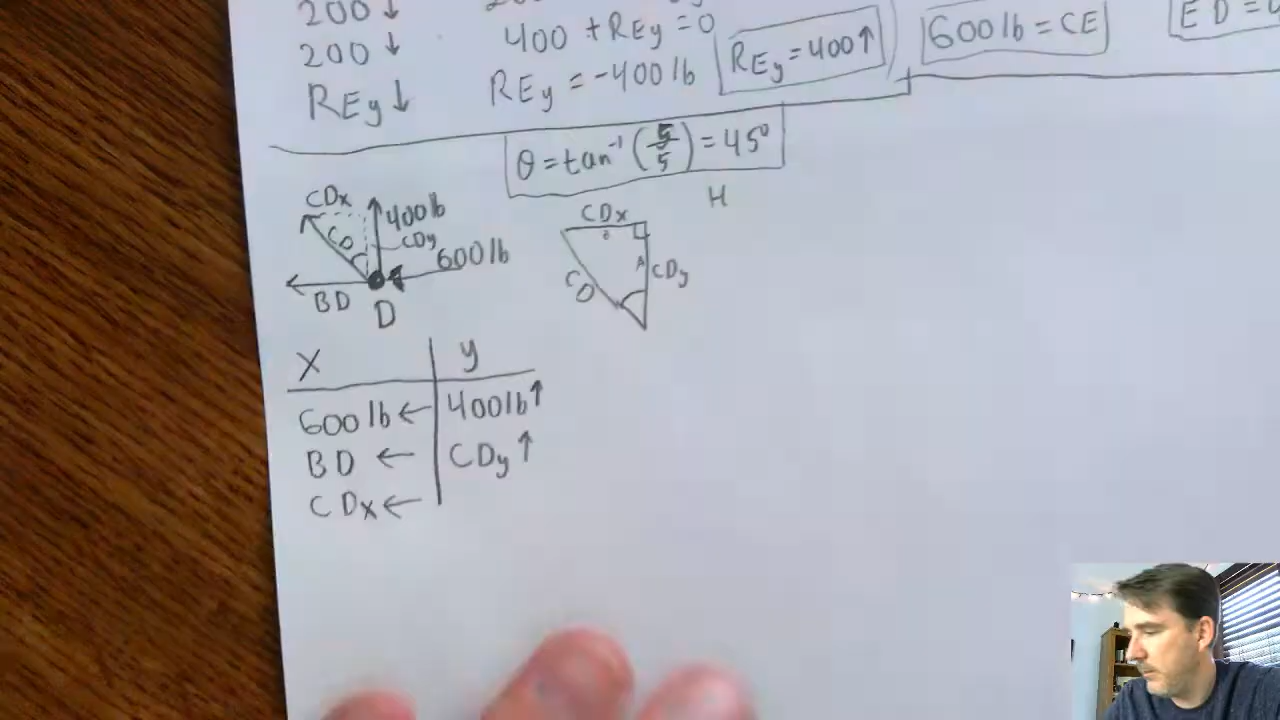 200 ↓
200 ↓
REy ↓
400 + REy = 0
REy = -400 lb
REy = 400 ↑
600 lb = CE
ED =
θ = tan⁻¹ (5/5) = 45°
CDx
400 lb
CD
CDy
600 lb
BD
D
H
CDx
A
CD
CDy
X
y
600 lb ←
400 lb ↑
BD ←
CDy ↑
CDx ←